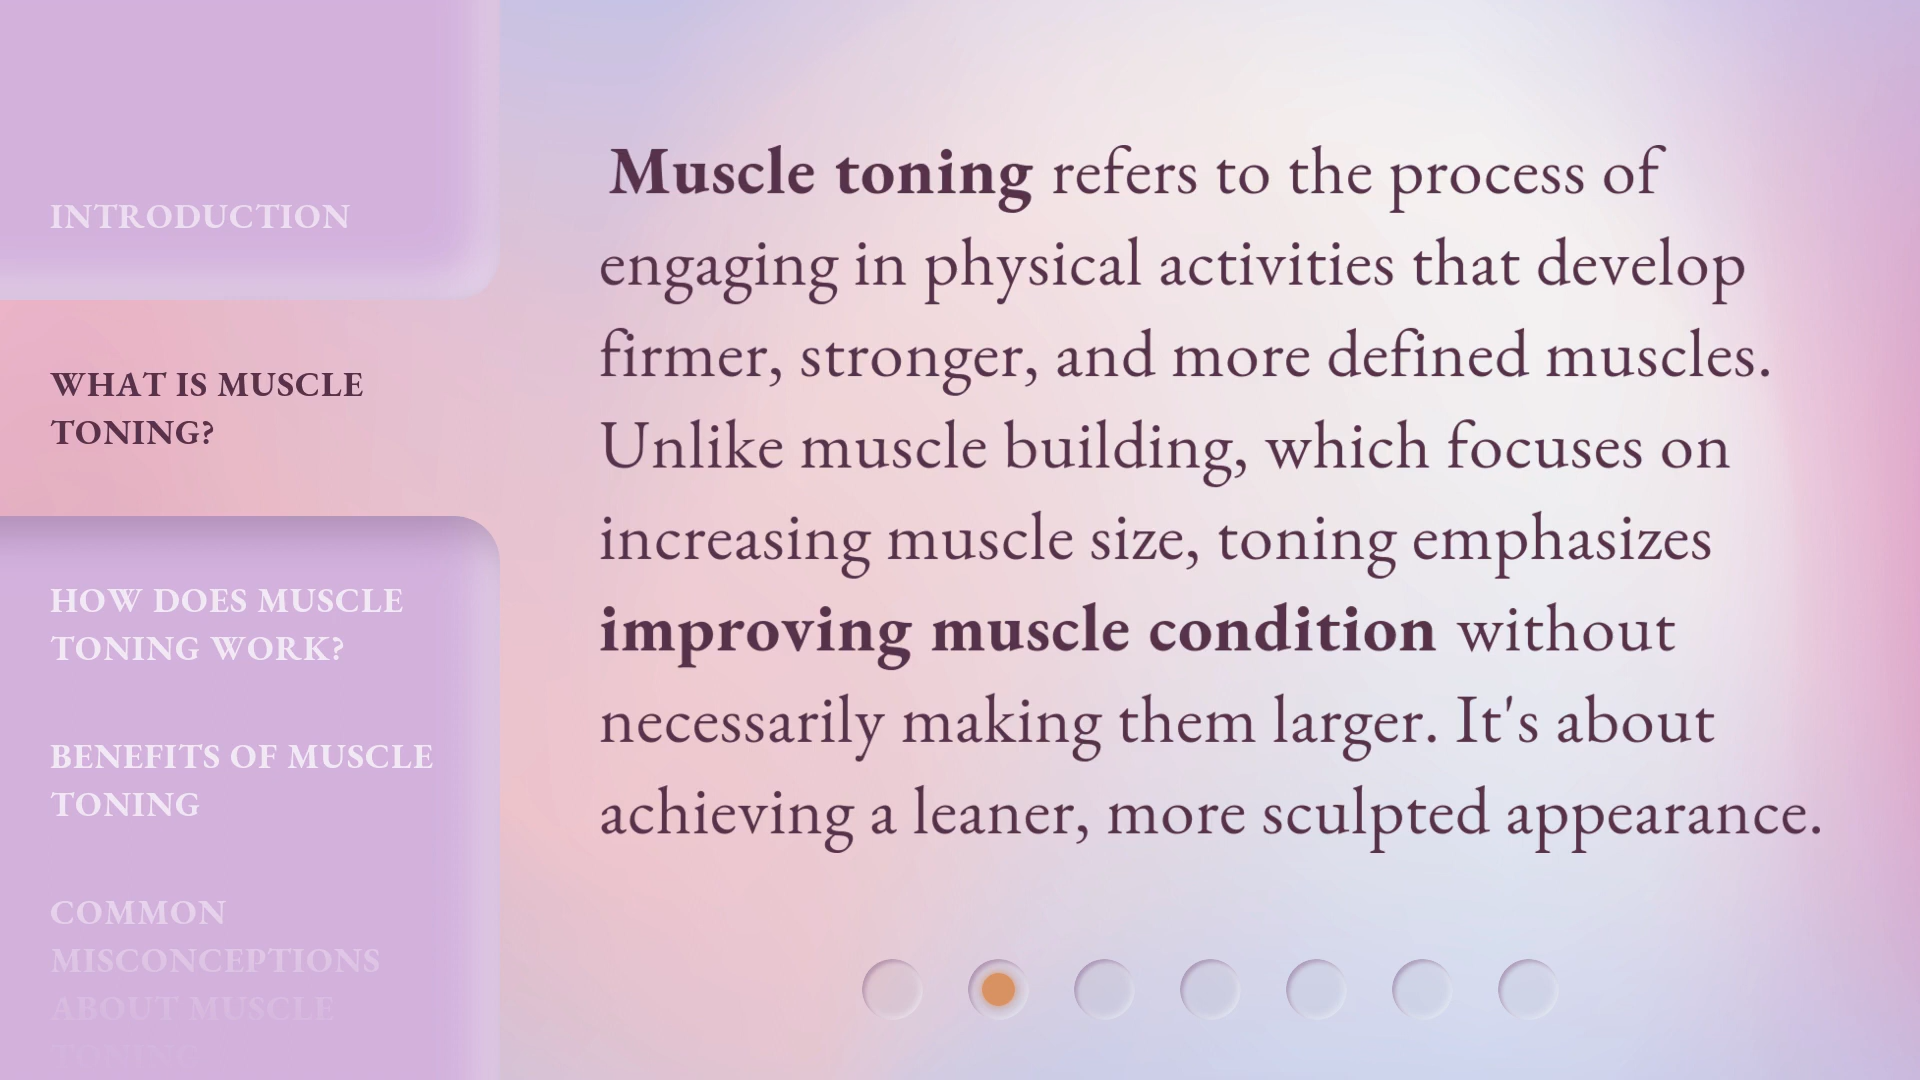 INTRODUCTION
WHAT IS MUSCLE
TONING?
HOW DOES MUSCLE
TONING WORK?
BENEFITS OF MUSCLE
TONING
COMMON
MISCONCEPTIONS
ABOUT MUSCLE
TONING
Muscle toning refers to the process of
engaging in physical activities that develop
firmer, stronger, and more defined muscles.
Unlike muscle building, which focuses on
increasing muscle size, toning emphasizes
improving muscle condition without
necessarily making them larger. It's about
achieving a leaner, more sculpted appearance.